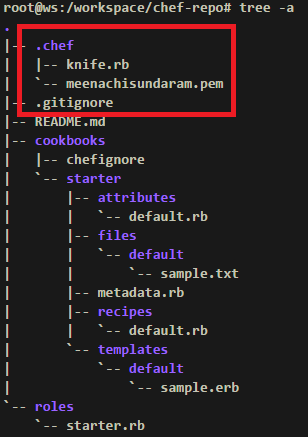 root@ws:/workspace/chef-repo# tree -a
.
|-- .chef
|   |-- knife.rb
|   `-- meenachisundaram.pem
|-- .gitignore
|-- README.md
|-- cookbooks
|   |-- chefignore
|   `-- starter
|       |-- attributes
|       |   `-- default.rb
|       |-- files
|       |   `-- default
|       |       `-- sample.txt
|       |-- metadata.rb
|       |-- recipes
|       |   `-- default.rb
|       `-- templates
|           `-- default
|               `-- sample.erb
`-- roles
    `-- starter.rb